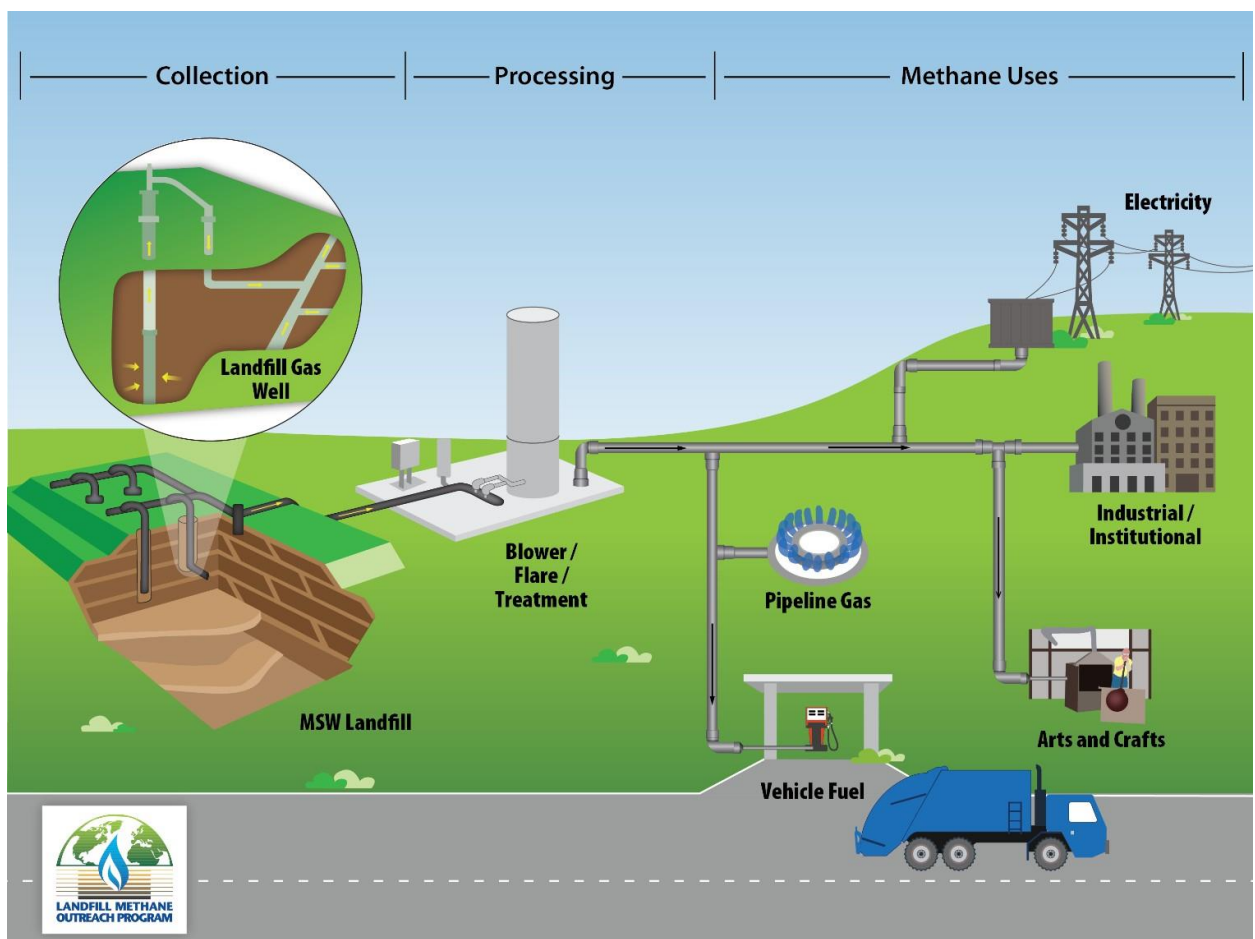 Collection
Processing
Methane Uses
Electricity
Landfill Gas
Well
Industrial /
Institutional
Blower /
Flare /
Treatment
Pipeline Gas
MSW Landfill
Arts and Crafts
Vehicle Fuel
LANDFILL METHANE
OUTREACH PROGRAM